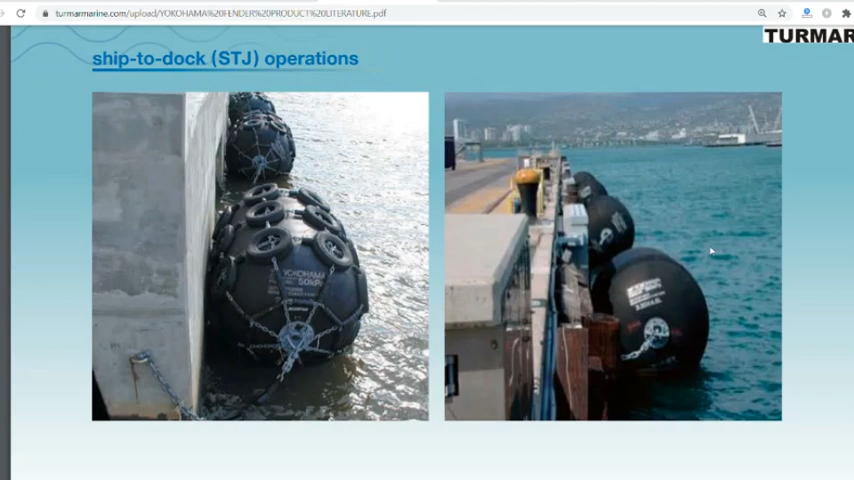 turmarmarine.com/upload/YOKOHAMA%20FENDER%20PRODUCT%20LITERATURE.pdf
TURMAR
ship-to-dock (STJ) operations
YOKOHAMA
50kPa